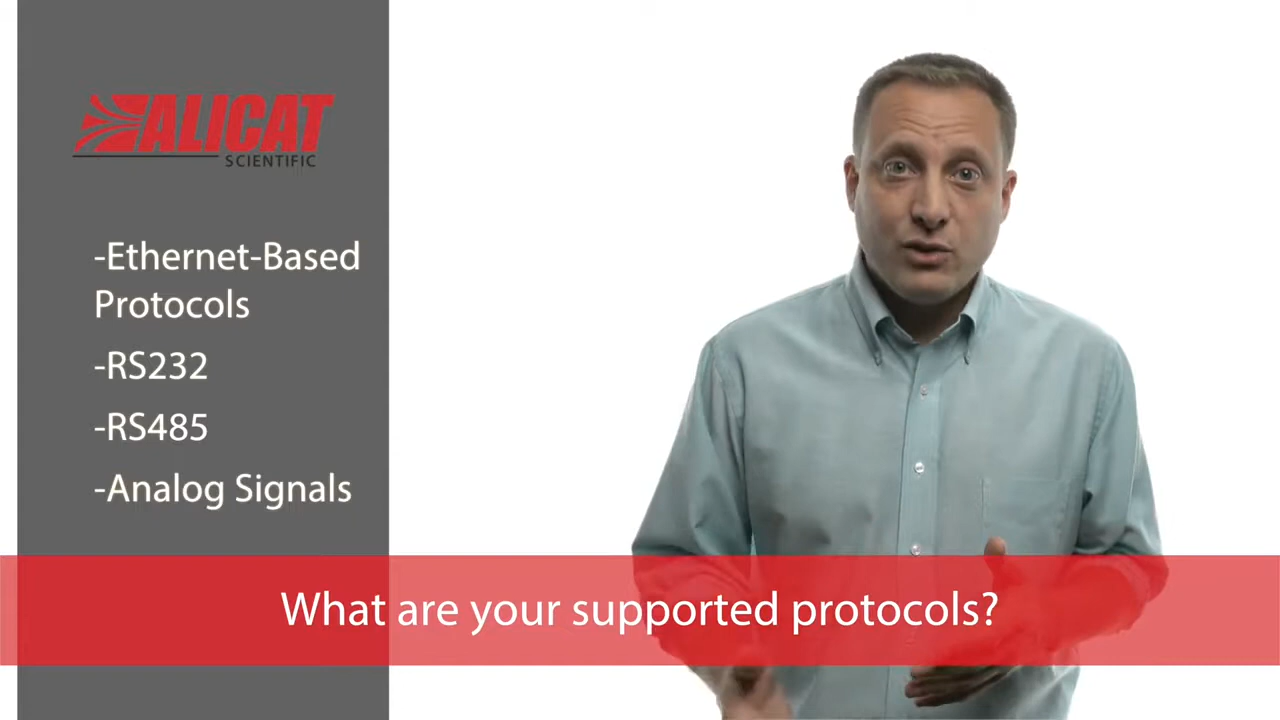 ALICAT
SCIENTIFIC
-Ethernet-Based
Protocols
-RS232
-RS485
-Analog Signals
What are your supported protocols?